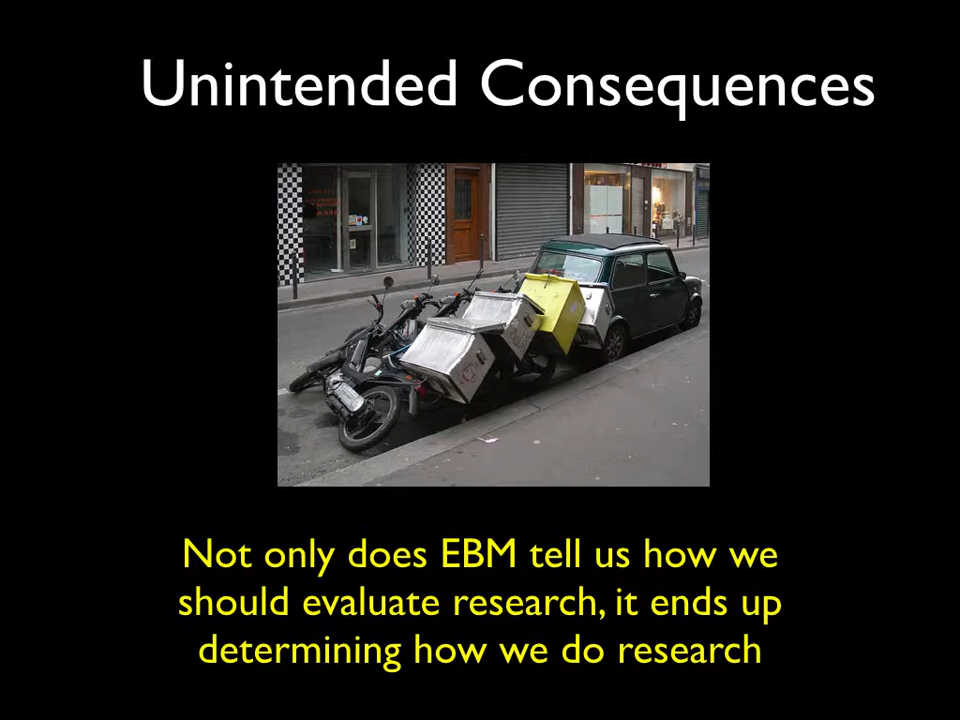 Unintended Consequences
Not only does EBM tell us how we
should evaluate research, it ends up
determining how we do research